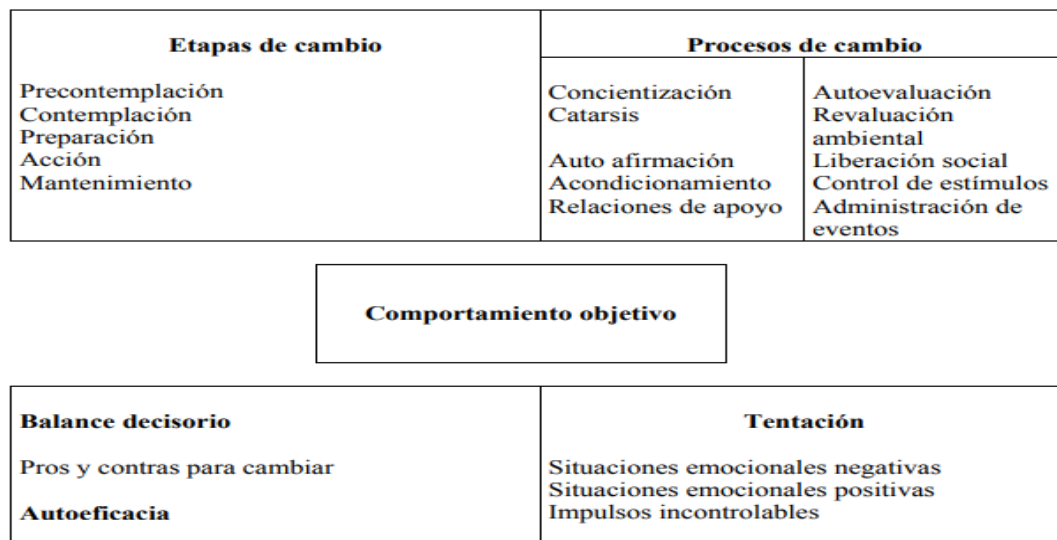 Etapas de cambio
Precontemplación
Contemplación
Preparación
Acción
Mantenimiento
Procesos de cambio
Concientización
Catarsis
Auto afirmación
Acondicionamiento
Relaciones de apoyo
Autoevaluación
Revaluación
ambiental
Liberación social
Control de estímulos
Administración de
eventos
Comportamiento objetivo
Balance decisorio
Pros y contras para cambiar
Autoeficacia
Tentación
Situaciones emocionales negativas
Situaciones emocionales positivas
Impulsos incontrolables